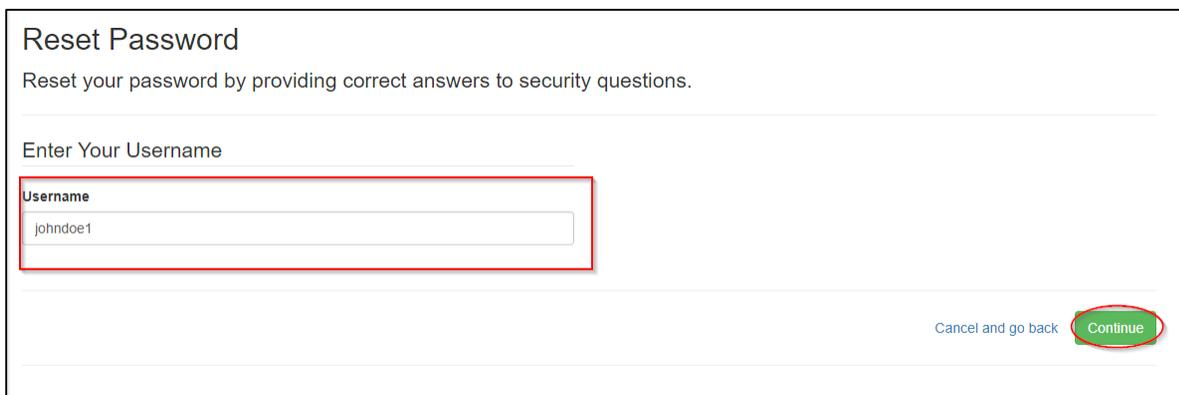 Reset Password
Reset your password by providing correct answers to security questions.
Enter Your Username
Username
johndoe1
Cancel and go back Continue